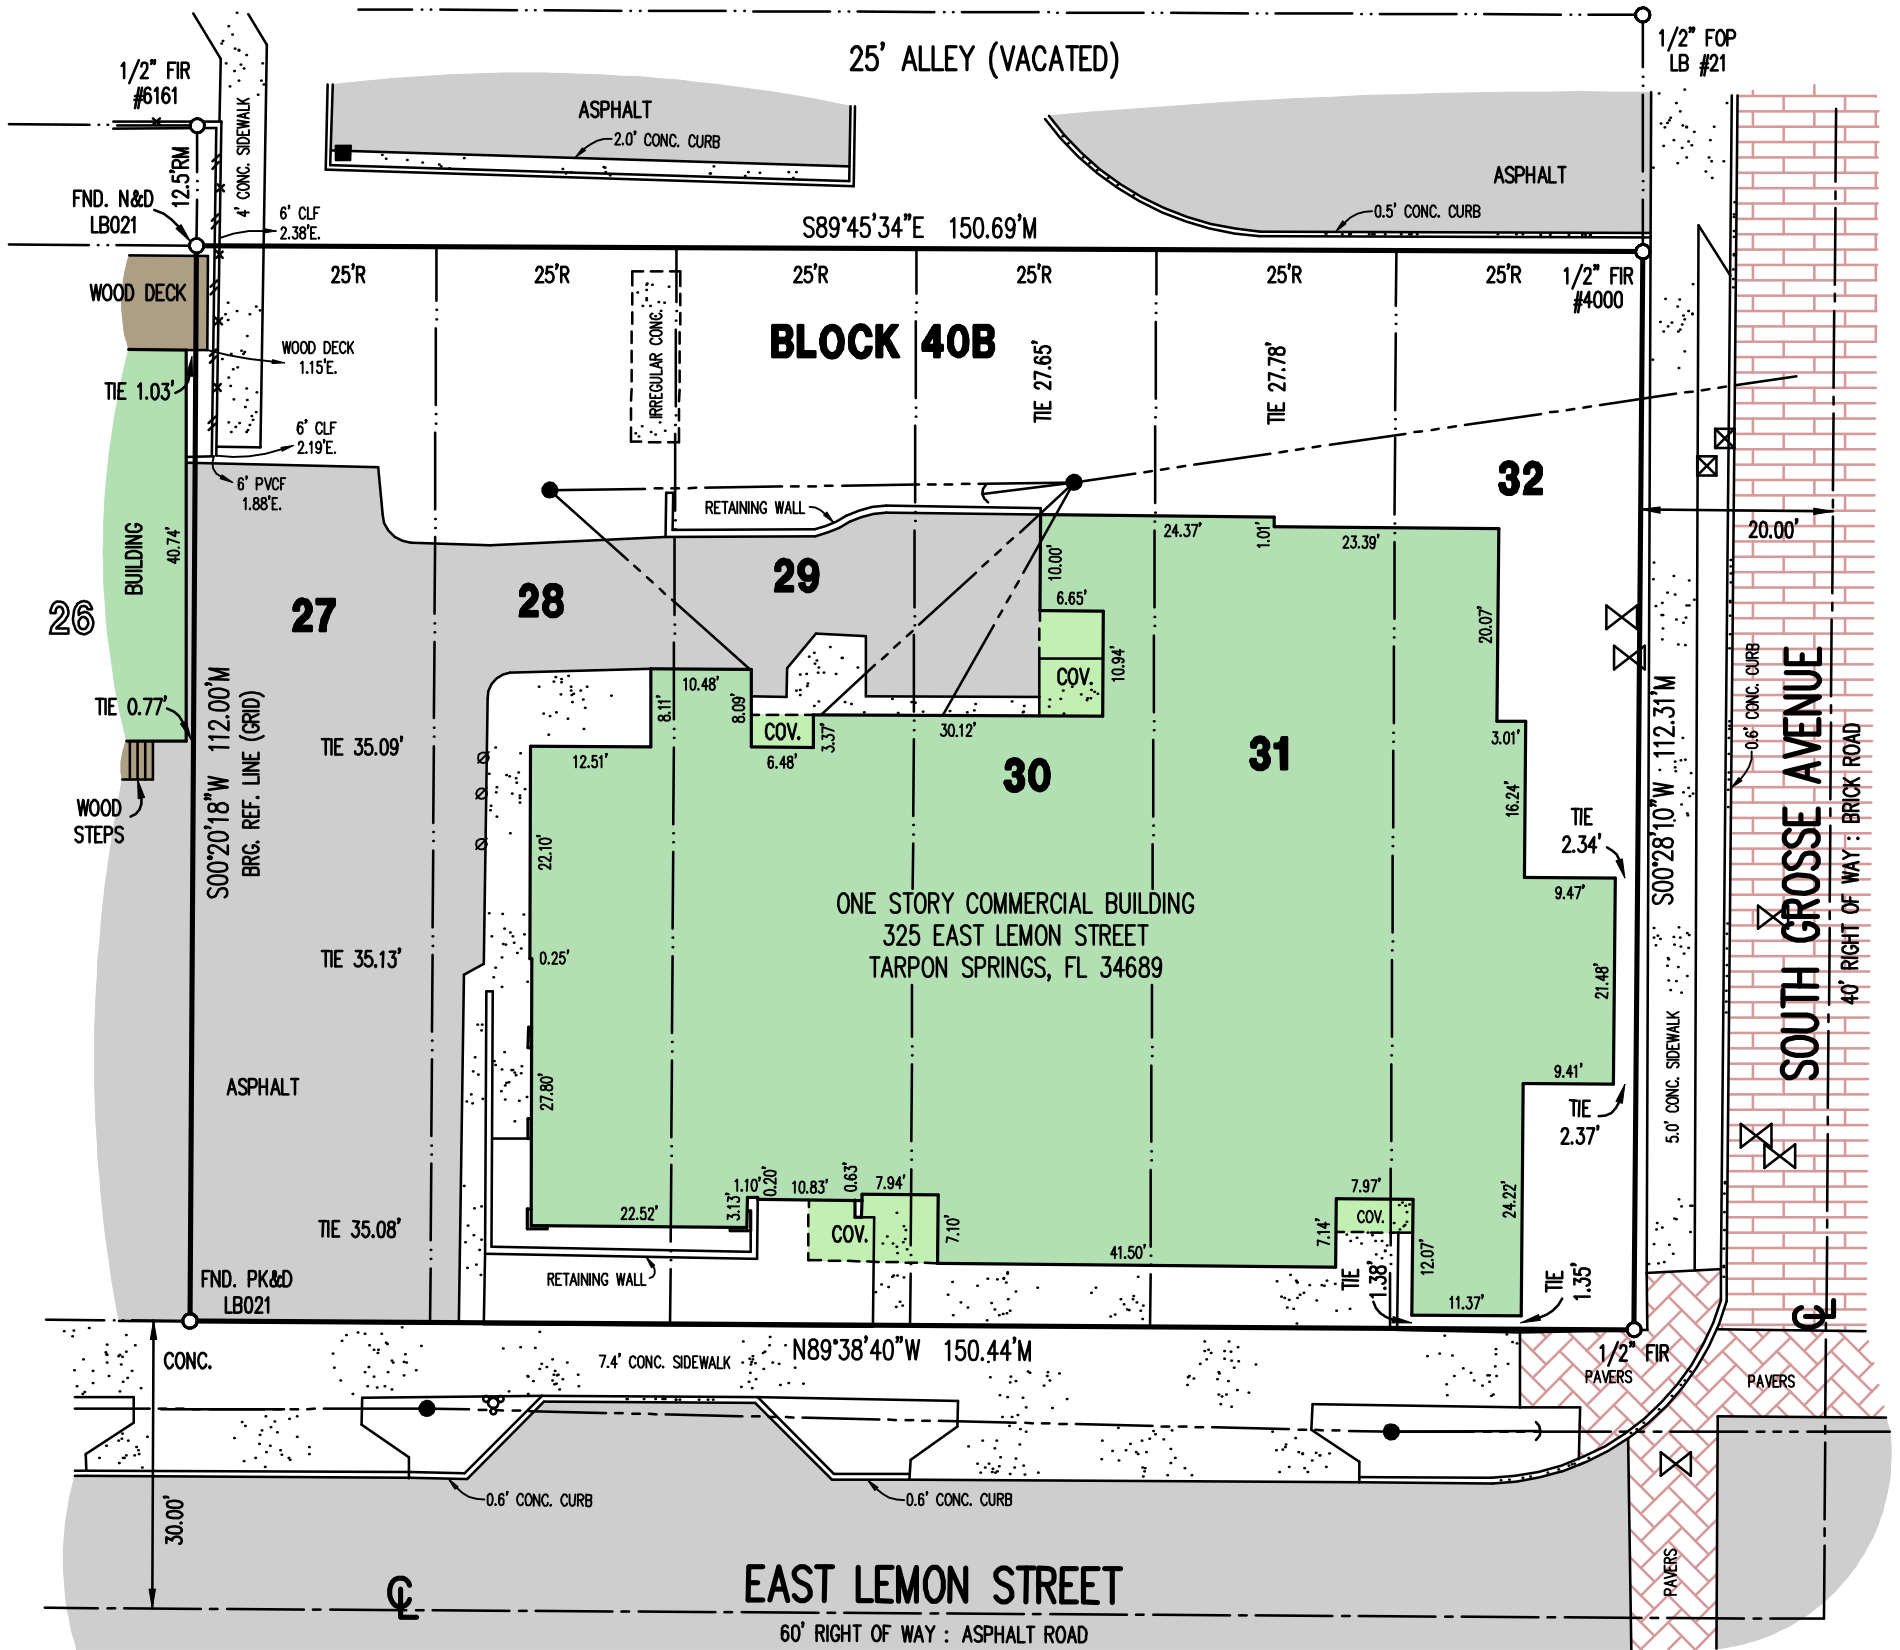 25' ALLEY (VACATED)
1/2" FOP
LB #21
1/2" FIR
#6161
ASPHALT
2.0' CONC. CURB
4' CONC. SIDEWALK
12.5'RM
FND. N&D
LB021
6' CLF
2.38'E.
ASPHALT
0.5' CONC. CURB
S89°45'34"E 150.69'M
25'R
25'R
25'R
25'R
25'R
25'R
1/2" FIR
#4000
WOOD DECK
WOOD DECK
1.15'E.
IRREGULAR CONC.
BLOCK 40B
TIE 27.65'
TIE 27.78'
TIE 1.03'
6' CLF
2.19'E.
6' PVCF
1.88'E.
RETAINING WALL
32
20.00'
24.37'
1.01'
23.39'
BUILDING
40.74'
10.00'
26
27
28
29
6.65'
20.07'
COV.
10.94'
10.48'
8.11'
8.09'
TIE 0.77'
S00°20'18"W 112.00'M
BRG. REF. LINE (GRID)
TIE 35.09'
COV.
3.37'
30.12'
12.51'
6.48'
30
31
3.01'
16.24'
S00°28'10"W 112.31'M
0.6' CONC. CURB
SOUTH GROSSE AVENUE
40' RIGHT OF WAY : BRICK ROAD
WOOD
STEPS
TIE
2.34'
22.10'
9.47'
ONE STORY COMMERCIAL BUILDING
325 EAST LEMON STREET
TARPON SPRINGS, FL 34689
TIE 35.13'
0.25'
21.48'
5.0' CONC. SIDEWALK
ASPHALT
27.80'
9.41'
TIE
2.37'
1.10'
0.20'
10.83'
0.63'
7.94'
7.97'
24.22'
TIE 35.08'
22.52'
3.13'
COV.
7.10'
COV.
7.14'
41.50'
12.07'
RETAINING WALL
TIE
1.38'
TIE
1.35'
11.37'
FND. PK&D
LB021
CL
CONC.
7.4' CONC. SIDEWALK
N89°38'40"W 150.44'M
1/2" FIR
PAVERS
PAVERS
0.6' CONC. CURB
0.6' CONC. CURB
30.00'
PAVERS
CL
EAST LEMON STREET
60' RIGHT OF WAY : ASPHALT ROAD